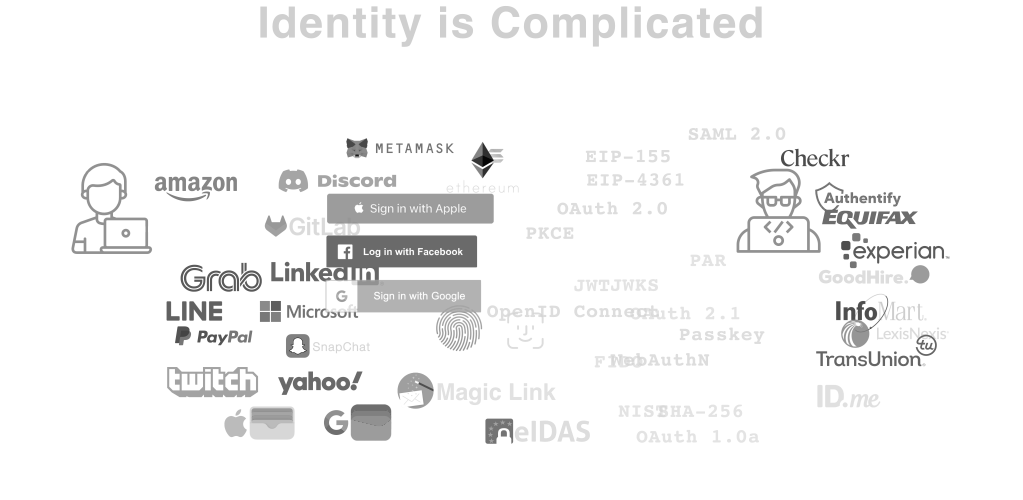 Identity is Complicated
SAML 2.0
METAMASK
EIP-155
Checkr
amazon
Discord
ethereum
EIP-4361
Authentify
Sign in with Apple
OAuth 2.0
EQUIFAX
GitLab
PKCE
Log in with Facebook
experian.
PAR
Grab
LinkedIn
GoodHire.
JWTJWKS
G Sign in with Google
LINE
Microsoft
OpenID Connect
OAuth 2.1
InfoMart.
PayPal
Passkey
LexisNexis
SnapChat
tu
FIDO
WebAuthN
TransUnion
twitch
yahoo!
Magic Link
ID.me
G
NIST
SHA-256
eIDAS
OAuth 1.0a